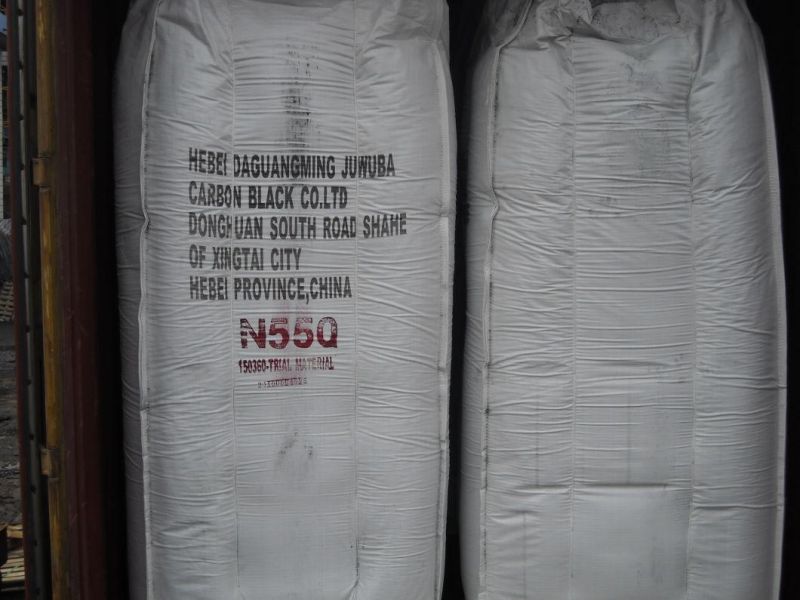 HEBEI DAGUANGMING JUWUBA
CARBON BLACK CO.LTD
DONGHUAN SOUTH ROAD SHAHE
OF XINGTAI CITY
HEBEI PROVINCE,CHINA
N550
150360-TRIAL MATERIAL